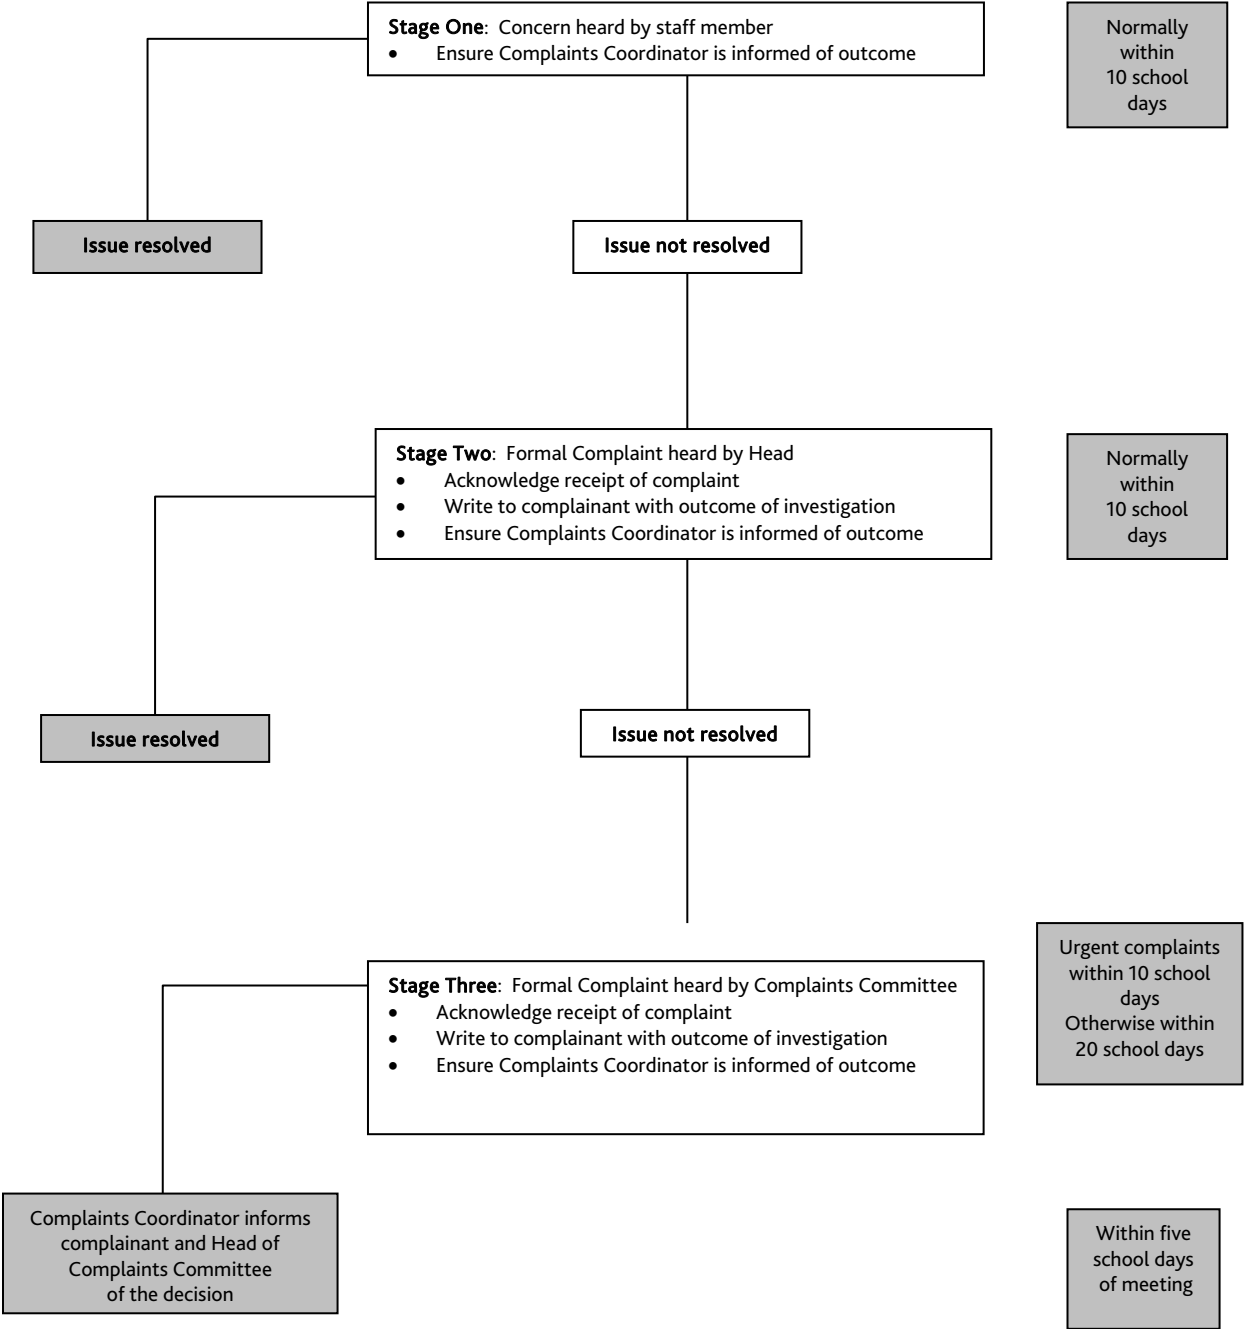 Stage One: Concern heard by staff member
• Ensure Complaints Coordinator is informed of outcome
Normally
within
10 school
days
Issue resolved
Issue not resolved
Stage Two: Formal Complaint heard by Head
• Acknowledge receipt of complaint
• Write to complainant with outcome of investigation
• Ensure Complaints Coordinator is informed of outcome
Normally
within
10 school
days
Issue resolved
Issue not resolved
Stage Three: Formal Complaint heard by Complaints Committee
• Acknowledge receipt of complaint
• Write to complainant with outcome of investigation
• Ensure Complaints Coordinator is informed of outcome
Urgent complaints
within 10 school
days
Otherwise within
20 school days
Complaints Coordinator informs
complainant and Head of
Complaints Committee
of the decision
Within five
school days
of meeting